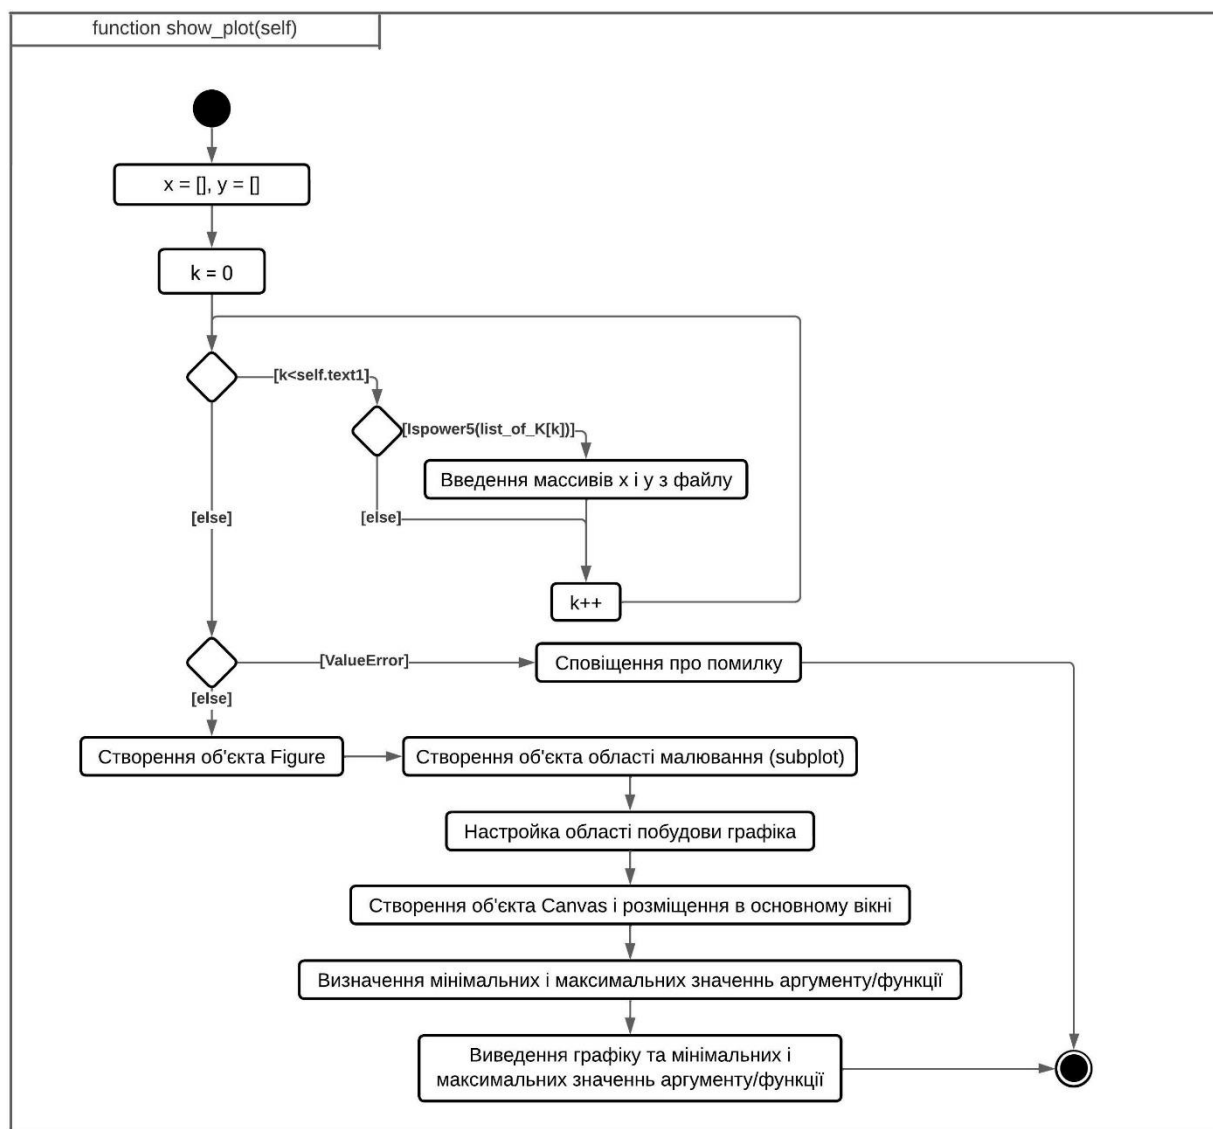 function show_plot(self)
x = [], y = []
k = 0
[k<self.text1]
[Ispower5(list_of_K[k])]
Введення массивів x і y з файлу
[else]
[else]
k++
[ValueError]
Сповіщення про помилку
[else]
Створення об'єкта Figure
Створення об'єкта області малювання (subplot)
Настройка області побудови графіка
Створення об'єкта Canvas і розміщення в основному вікні
Визначення мінімальних і максимальних значеннь аргументу/функції
Виведення графіку та мінімальних і
максимальних значеннь аргументу/функції